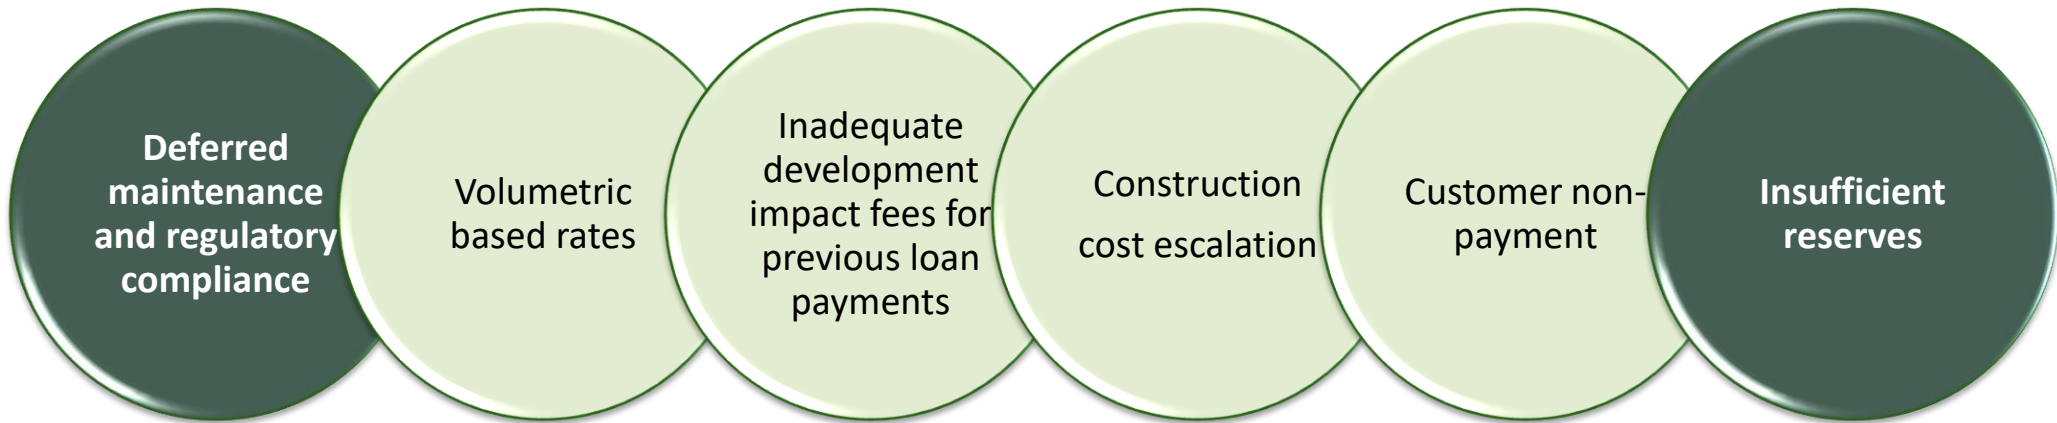 Deferred
maintenance
and regulatory
compliance
Volumetric
based rates
Inadequate
development
impact fees for
previous loan
payments
Construction
cost escalation
Customer non-
payment
Insufficient
reserves